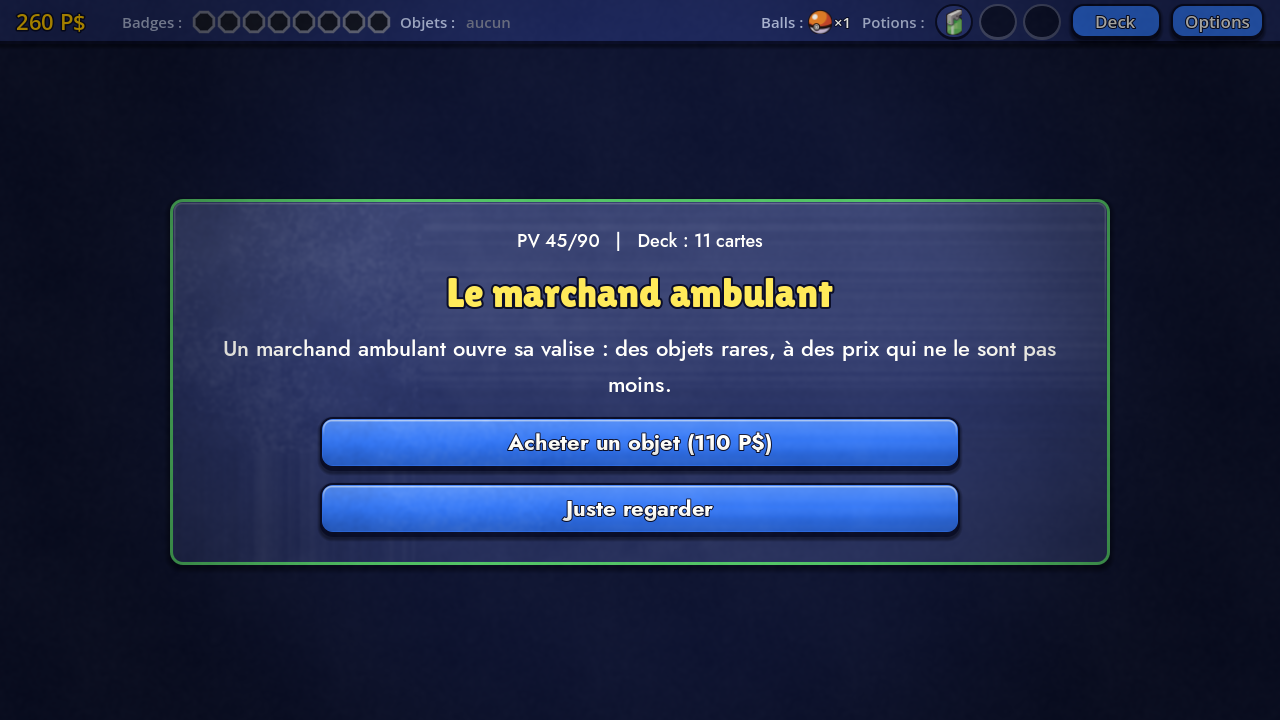 260 P$ Badges : Objets : aucun Balls : ×1 Potions : Deck Options
PV 45/90 | Deck : 11 cartes
Le marchand ambulant
Un marchand ambulant ouvre sa valise : des objets rares, à des prix qui ne le sont pas
moins.
Acheter un objet (110 P$)
Juste regarder